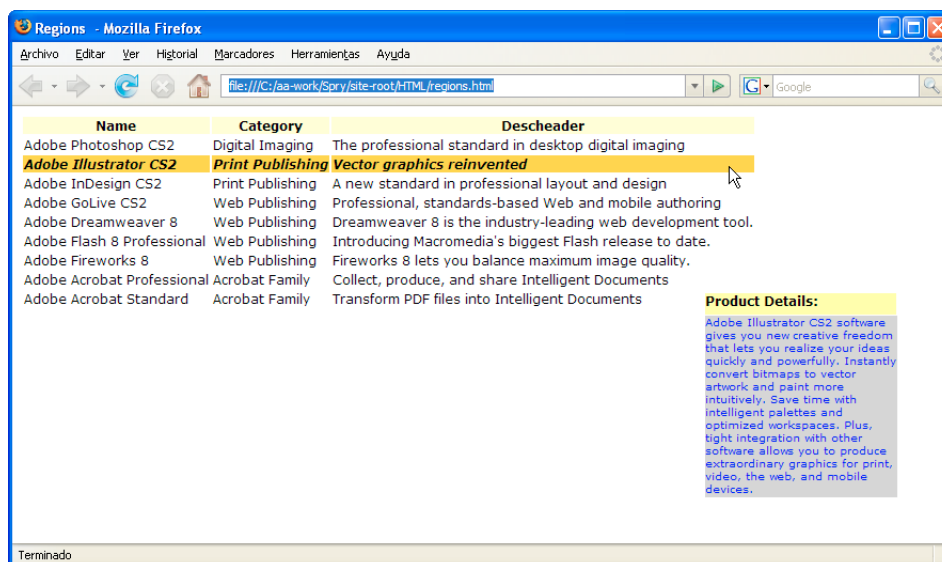 Regions - Mozilla Firefox
Archivo Editar Ver Historial Marcadores Herramientas Ayuda
file:///C:/aa-work/Spry/site-root/HTML/regions.html G Google
Name Category Descheader
Adobe Photoshop CS2 Digital Imaging The professional standard in desktop digital imaging
Adobe Illustrator CS2 Print Publishing Vector graphics reinvented
Adobe InDesign CS2 Print Publishing A new standard in professional layout and design
Adobe GoLive CS2 Web Publishing Professional, standards-based Web and mobile authoring
Adobe Dreamweaver 8 Web Publishing Dreamweaver 8 is the industry-leading web development tool.
Adobe Flash 8 Professional Web Publishing Introducing Macromedia's biggest Flash release to date.
Adobe Fireworks 8 Web Publishing Fireworks 8 lets you balance maximum image quality.
Adobe Acrobat Professional Acrobat Family Collect, produce, and share Intelligent Documents
Adobe Acrobat Standard Acrobat Family Transform PDF files into Intelligent Documents
Product Details:
Adobe Illustrator CS2 software
gives you new creative freedom
that lets you realize your ideas
quickly and powerfully. Instantly
convert bitmaps to vector
artwork and paint more
intuitively. Save time with
intelligent palettes and
optimized workspaces. Plus,
tight integration with other
software allows you to produce
extraordinary graphics for print,
video, the web, and mobile
devices.
Terminado